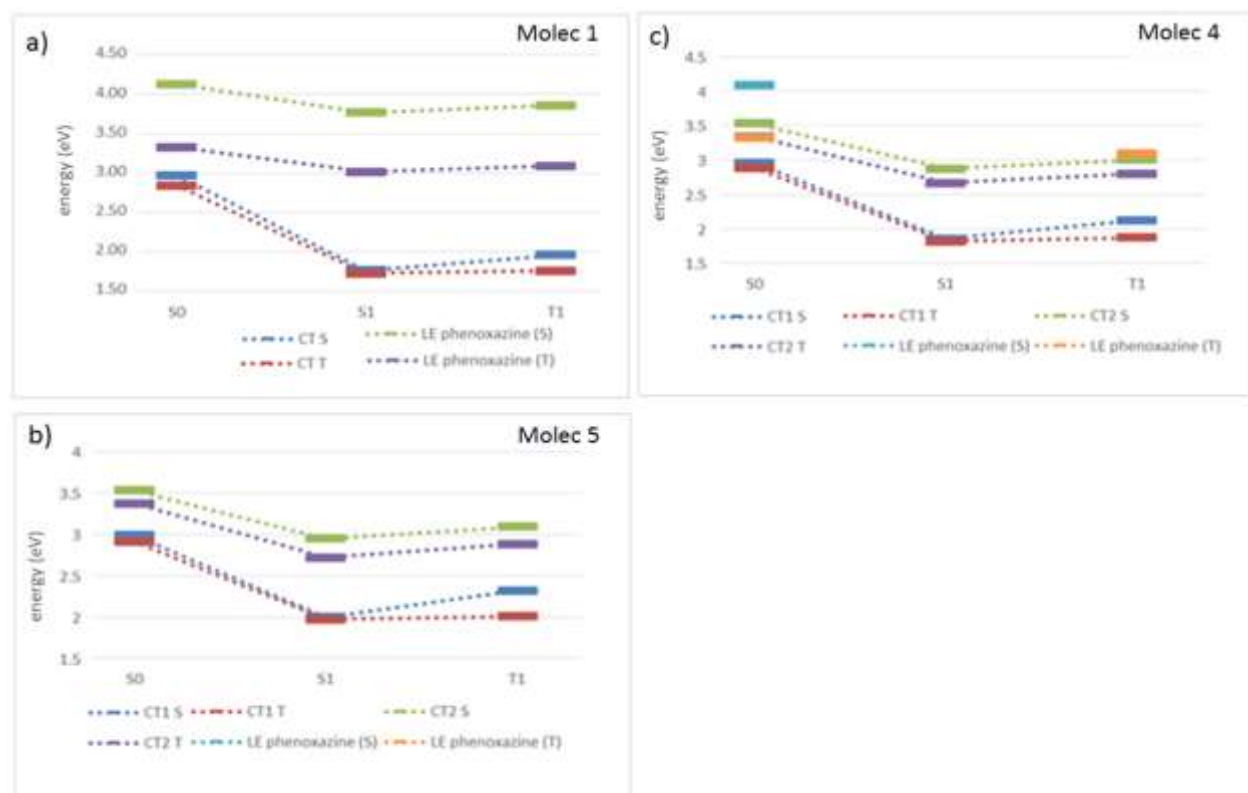 a)
Molec 1
4.50
4.00
3.50
3.00
2.50
2.00
1.50
energy (eV)
S0
S1
T1
CT S
LE phenoxazine (S)
CT T
LE phenoxazine (T)
c)
Molec 4
4.5
4
3.5
3
2.5
2
1.5
energy (eV)
S0
S1
T1
CT1 S
CT1 T
CT2 S
CT2 T
LE phenoxazine (S)
LE phenoxazine (T)
b)
Molec 5
4
3.5
3
2.5
2
1.5
energy (eV)
S0
S1
T1
CT1 S
CT1 T
CT2 S
CT2 T
LE phenoxazine (S)
LE phenoxazine (T)